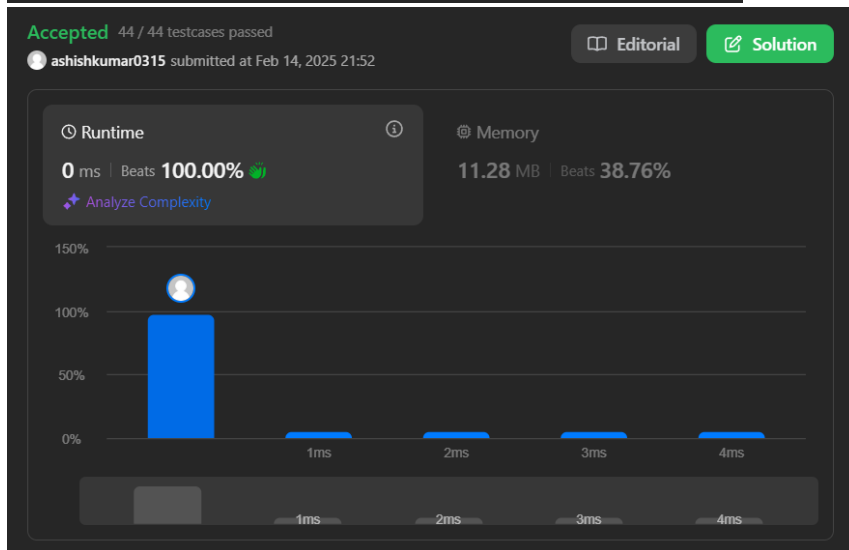 Accepted 44 / 44 testcases passed
ashishkumar0315 submitted at Feb 14, 2025 21:52
Editorial
Solution
Runtime
0 ms | Beats 100.00%
Analyze Complexity
Memory
11.28 MB | Beats 38.76%
150%
100%
50%
0%
1ms 2ms 3ms 4ms
1ms 2ms 3ms 4ms